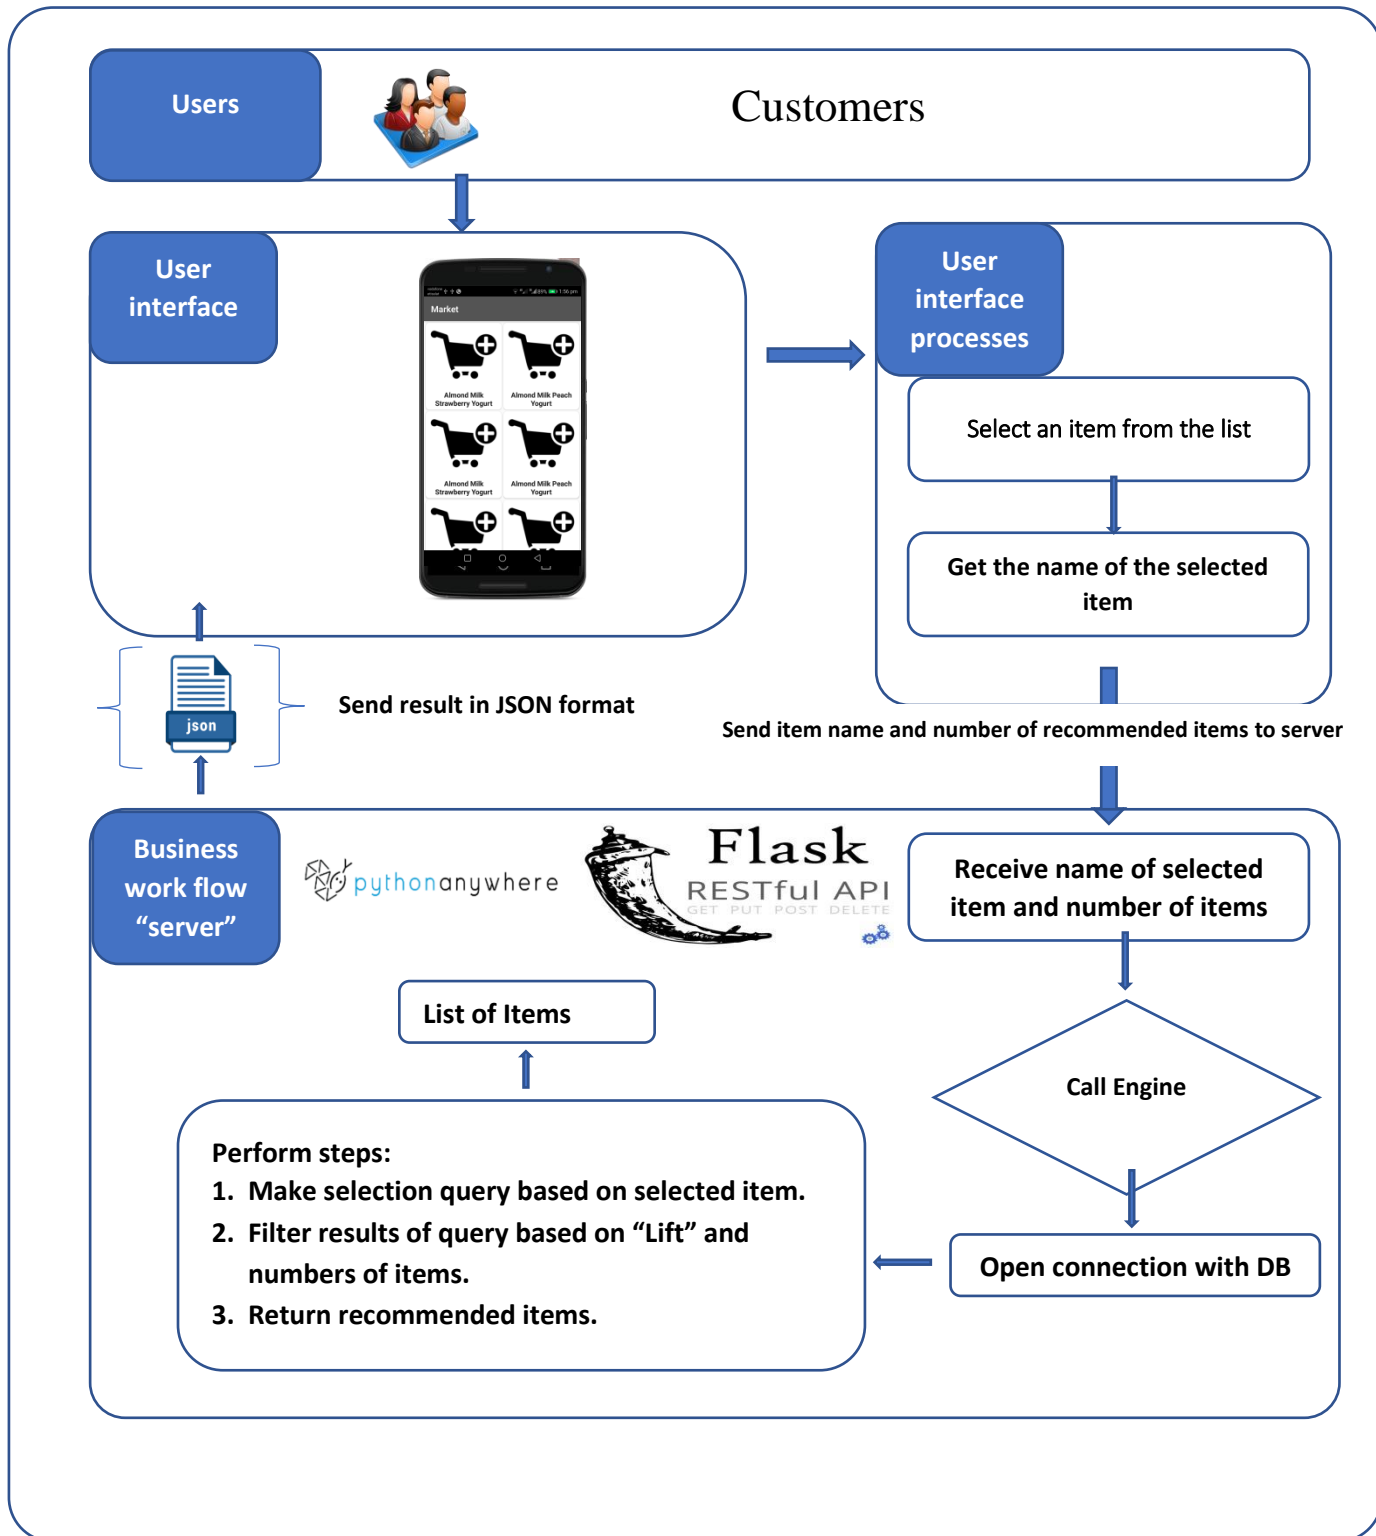 Users
Customers
User
interface
1:36 pm
Market
Almond Milk
Strawberry Yogurt
Almond Milk Peach
Yogurt
Almond Milk
Strawberry Yogurt
Almond Milk Peach
Yogurt
User
interface
processes
Select an item from the list
Get the name of the selected
item
json
Send result in JSON format
Send item name and number of recommended items to server
Business
work flow
“server”
pythonanywhere
Flask
RESTful API
GET PUT POST DELETE
Receive name of selected
item and number of items
Call Engine
Open connection with DB
List of Items
Perform steps:
1. Make selection query based on selected item.
2. Filter results of query based on “Lift” and
numbers of items.
3. Return recommended items.